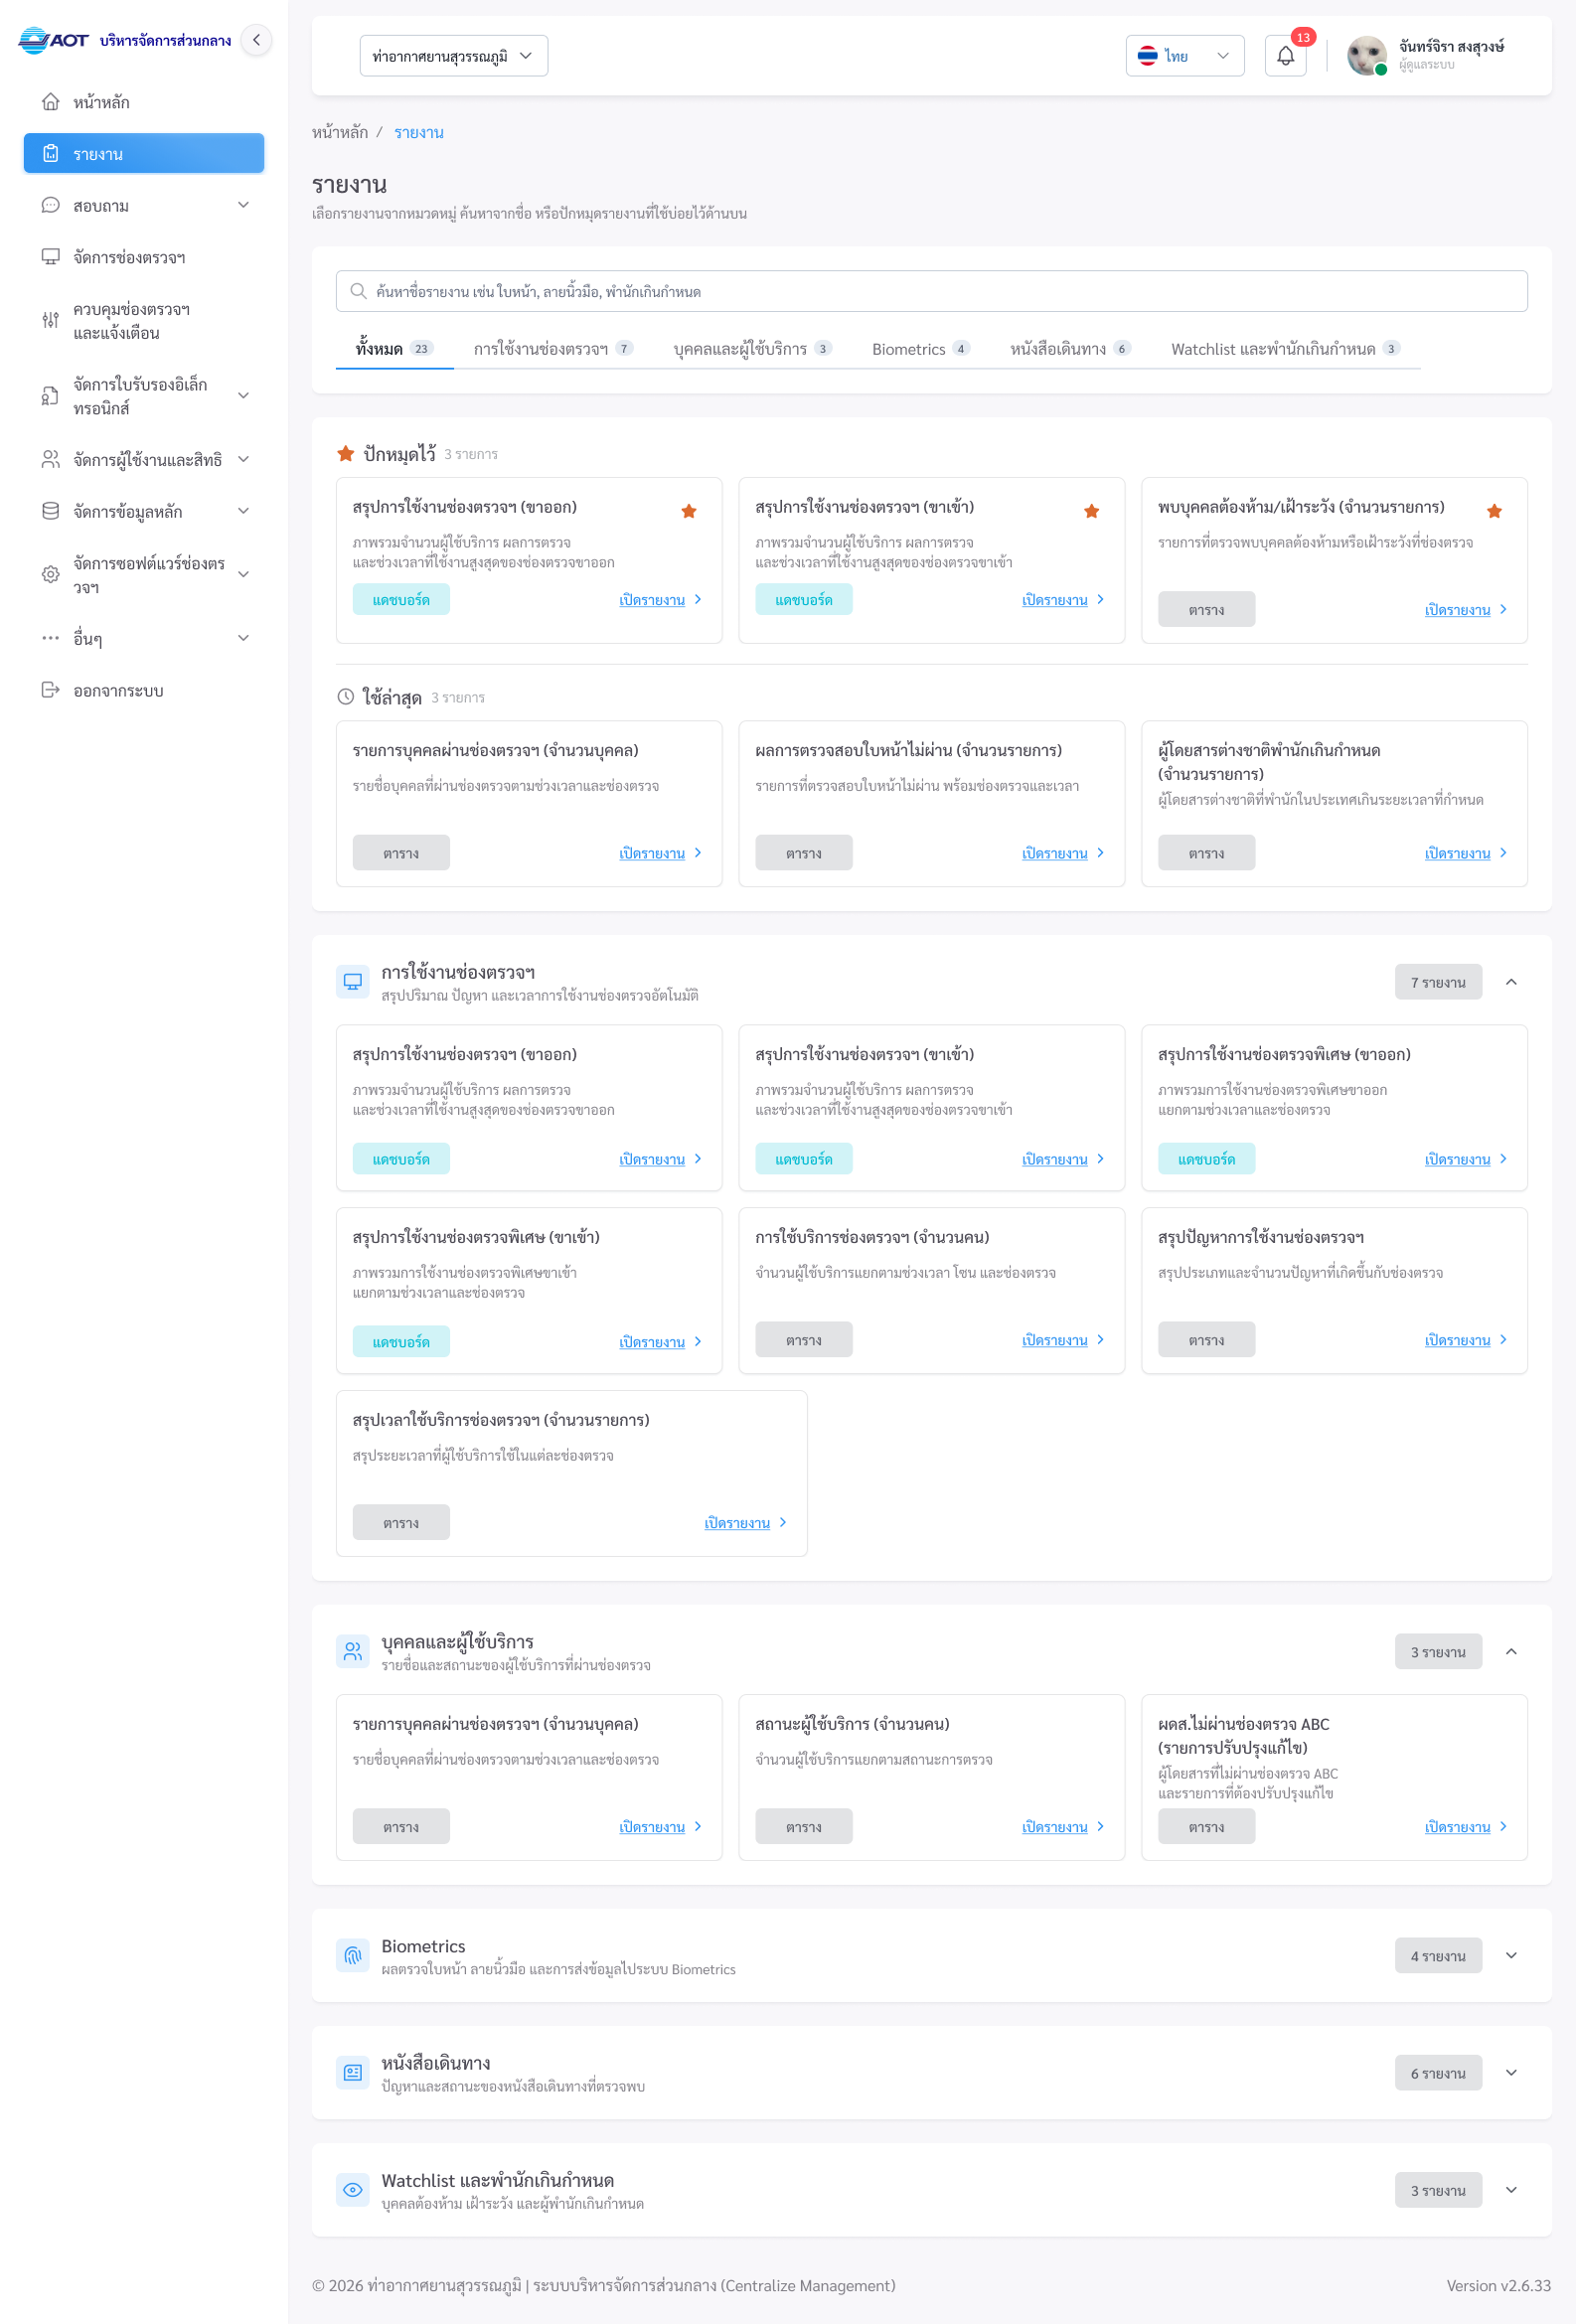 AOT บริหารจัดการส่วนกลาง
ท่าอากาศยานสุวรรณภูมิ
ไทย
13
จันทร์จิรา สงสุวงษ์
ผู้ดูแลระบบ
หน้าหลัก
รายงาน
สอบถาม
จัดการช่องตรวจฯ
ควบคุมช่องตรวจฯ
และแจ้งเตือน
จัดการใบรับรองอิเล็ก
ทรอนิกส์
จัดการผู้ใช้งานและสิทธิ
จัดการข้อมูลหลัก
จัดการซอฟต์แวร์ช่องตร
วจฯ
อื่นๆ
ออกจากระบบ
หน้าหลัก / รายงาน
รายงาน
เลือกรายงานจากหมวดหมู่ ค้นหาจากชื่อ หรือปักหมุดรายงานที่ใช้บ่อยไว้ด้านบน
ค้นหาชื่อรายงาน เช่น ใบหน้า, ลายนิ้วมือ, พำนักเกินกำหนด
ทั้งหมด 23 การใช้งานช่องตรวจฯ 7 บุคคลและผู้ใช้บริการ 3 Biometrics 4 หนังสือเดินทาง 6 Watchlist และพำนักเกินกำหนด 3
ปักหมุดไว้ 3 รายการ
สรุปการใช้งานช่องตรวจฯ (ขาออก)
ภาพรวมจำนวนผู้ใช้บริการ ผลการตรวจ
และช่วงเวลาที่ใช้งานสูงสุดของช่องตรวจขาออก
แดชบอร์ด เปิดรายงาน
สรุปการใช้งานช่องตรวจฯ (ขาเข้า)
ภาพรวมจำนวนผู้ใช้บริการ ผลการตรวจ
และช่วงเวลาที่ใช้งานสูงสุดของช่องตรวจขาเข้า
แดชบอร์ด เปิดรายงาน
พบบุคคลต้องห้าม/เฝ้าระวัง (จำนวนรายการ)
รายการที่ตรวจพบบุคคลต้องห้ามหรือเฝ้าระวังที่ช่องตรวจ
ตาราง เปิดรายงาน
ใช้ล่าสุด 3 รายการ
รายการบุคคลผ่านช่องตรวจฯ (จำนวนบุคคล)
รายชื่อบุคคลที่ผ่านช่องตรวจตามช่วงเวลาและช่องตรวจ
ตาราง เปิดรายงาน
ผลการตรวจสอบใบหน้าไม่ผ่าน (จำนวนรายการ)
รายการที่ตรวจสอบใบหน้าไม่ผ่าน พร้อมช่องตรวจและเวลา
ตาราง เปิดรายงาน
ผู้โดยสารต่างชาติพำนักเกินกำหนด
(จำนวนรายการ)
ผู้โดยสารต่างชาติที่พำนักในประเทศเกินระยะเวลาที่กำหนด
ตาราง เปิดรายงาน
การใช้งานช่องตรวจฯ
สรุปปริมาณ ปัญหา และเวลาการใช้งานช่องตรวจอัตโนมัติ
7 รายงาน
สรุปการใช้งานช่องตรวจฯ (ขาออก)
ภาพรวมจำนวนผู้ใช้บริการ ผลการตรวจ
และช่วงเวลาที่ใช้งานสูงสุดของช่องตรวจขาออก
แดชบอร์ด เปิดรายงาน
สรุปการใช้งานช่องตรวจฯ (ขาเข้า)
ภาพรวมจำนวนผู้ใช้บริการ ผลการตรวจ
และช่วงเวลาที่ใช้งานสูงสุดของช่องตรวจขาเข้า
แดชบอร์ด เปิดรายงาน
สรุปการใช้งานช่องตรวจพิเศษ (ขาออก)
ภาพรวมการใช้งานช่องตรวจพิเศษขาออก
แยกตามช่วงเวลาและช่องตรวจ
แดชบอร์ด เปิดรายงาน
สรุปการใช้งานช่องตรวจพิเศษ (ขาเข้า)
ภาพรวมการใช้งานช่องตรวจพิเศษขาเข้า
แยกตามช่วงเวลาและช่องตรวจ
แดชบอร์ด เปิดรายงาน
การใช้บริการช่องตรวจฯ (จำนวนคน)
จำนวนผู้ใช้บริการแยกตามช่วงเวลา โซน และช่องตรวจ
ตาราง เปิดรายงาน
สรุปปัญหาการใช้งานช่องตรวจฯ
สรุปประเภทและจำนวนปัญหาที่เกิดขึ้นกับช่องตรวจ
ตาราง เปิดรายงาน
สรุปเวลาใช้บริการช่องตรวจฯ (จำนวนรายการ)
สรุประยะเวลาที่ผู้ใช้บริการใช้ในแต่ละช่องตรวจ
ตาราง เปิดรายงาน
บุคคลและผู้ใช้บริการ
รายชื่อและสถานะของผู้ใช้บริการที่ผ่านช่องตรวจ
3 รายงาน
รายการบุคคลผ่านช่องตรวจฯ (จำนวนบุคคล)
รายชื่อบุคคลที่ผ่านช่องตรวจตามช่วงเวลาและช่องตรวจ
ตาราง เปิดรายงาน
สถานะผู้ใช้บริการ (จำนวนคน)
จำนวนผู้ใช้บริการแยกตามสถานะการตรวจ
ตาราง เปิดรายงาน
ผดส.ไม่ผ่านช่องตรวจ ABC
(รายการปรับปรุงแก้ไข)
ผู้โดยสารที่ไม่ผ่านช่องตรวจ ABC
และรายการที่ต้องปรับปรุงแก้ไข
ตาราง เปิดรายงาน
Biometrics
ผลตรวจใบหน้า ลายนิ้วมือ และการส่งข้อมูลไประบบ Biometrics
4 รายงาน
หนังสือเดินทาง
ปัญหาและสถานะของหนังสือเดินทางที่ตรวจพบ
6 รายงาน
Watchlist และพำนักเกินกำหนด
บุคคลต้องห้าม เฝ้าระวัง และผู้พำนักเกินกำหนด
3 รายงาน
© 2026 ท่าอากาศยานสุวรรณภูมิ | ระบบบริหารจัดการส่วนกลาง (Centralize Management)
Version v2.6.33